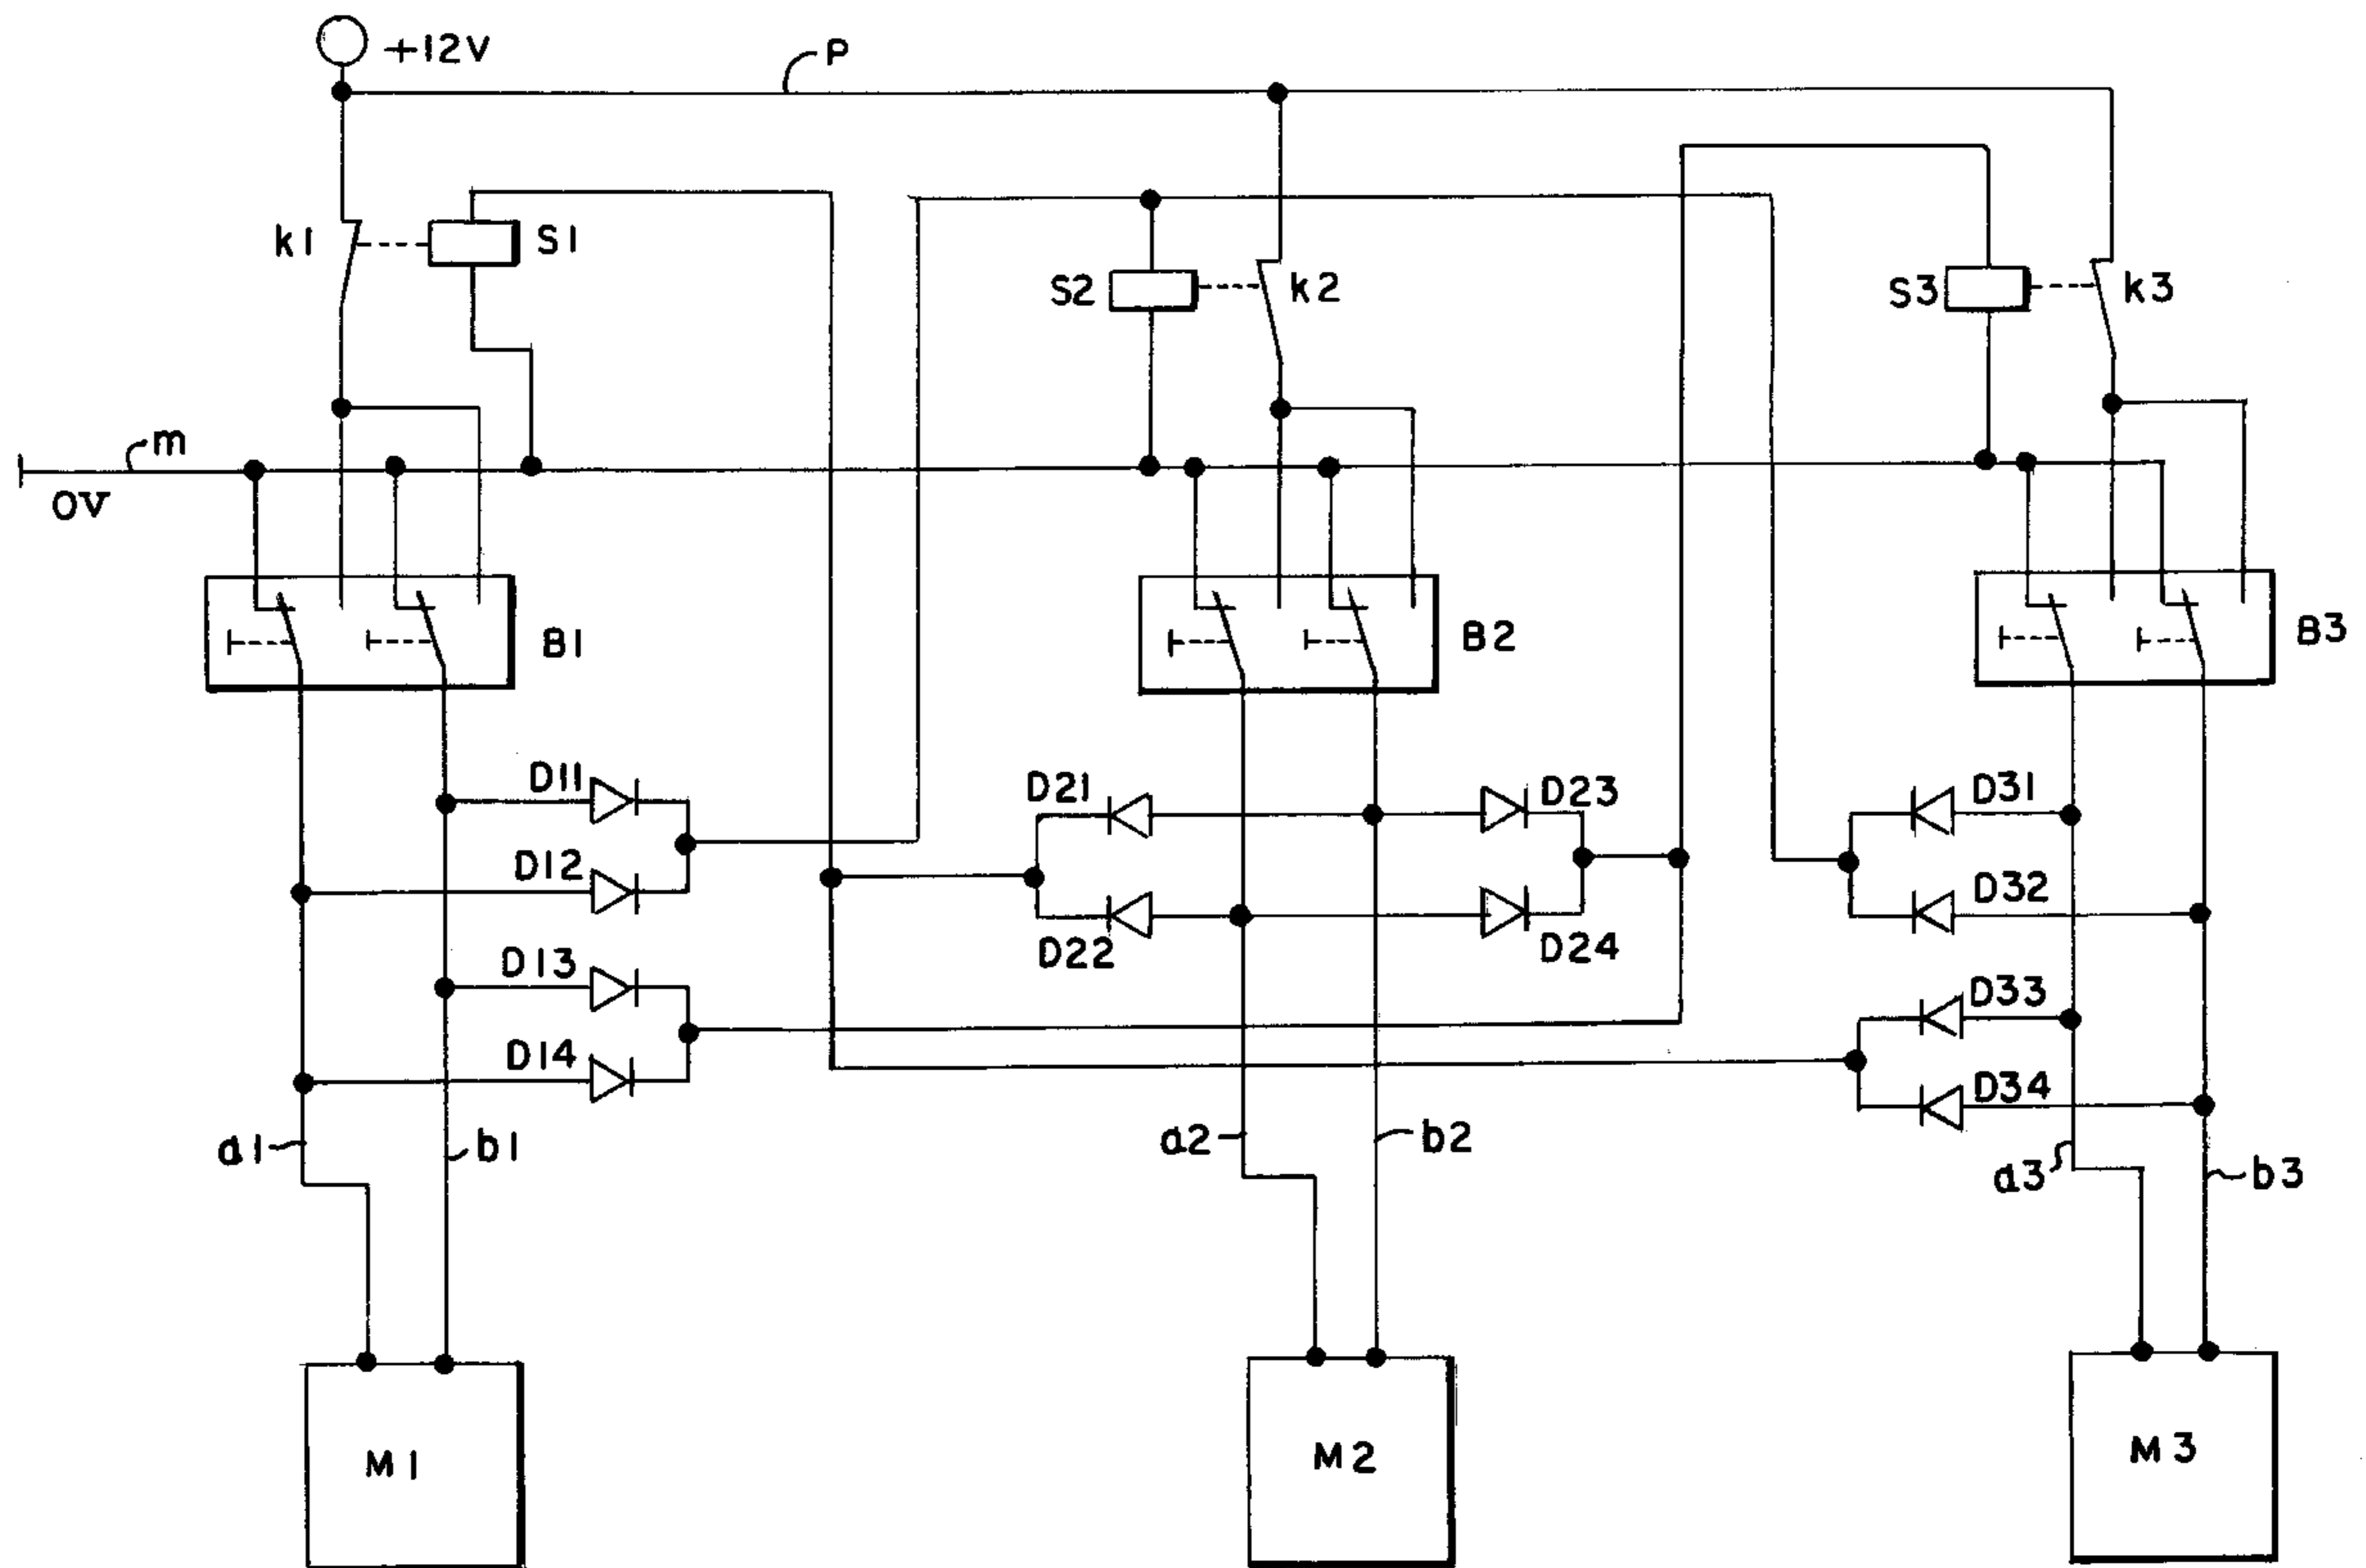 +12V
P
k1
S1
S2
k2
S3
k3
m
0V
B1
B2
B3
D11
D21
D23
D31
D12
D32
D22
D24
D13
D33
D14
D34
a1
b1
a2
b2
a3
b3
M1
M2
M3